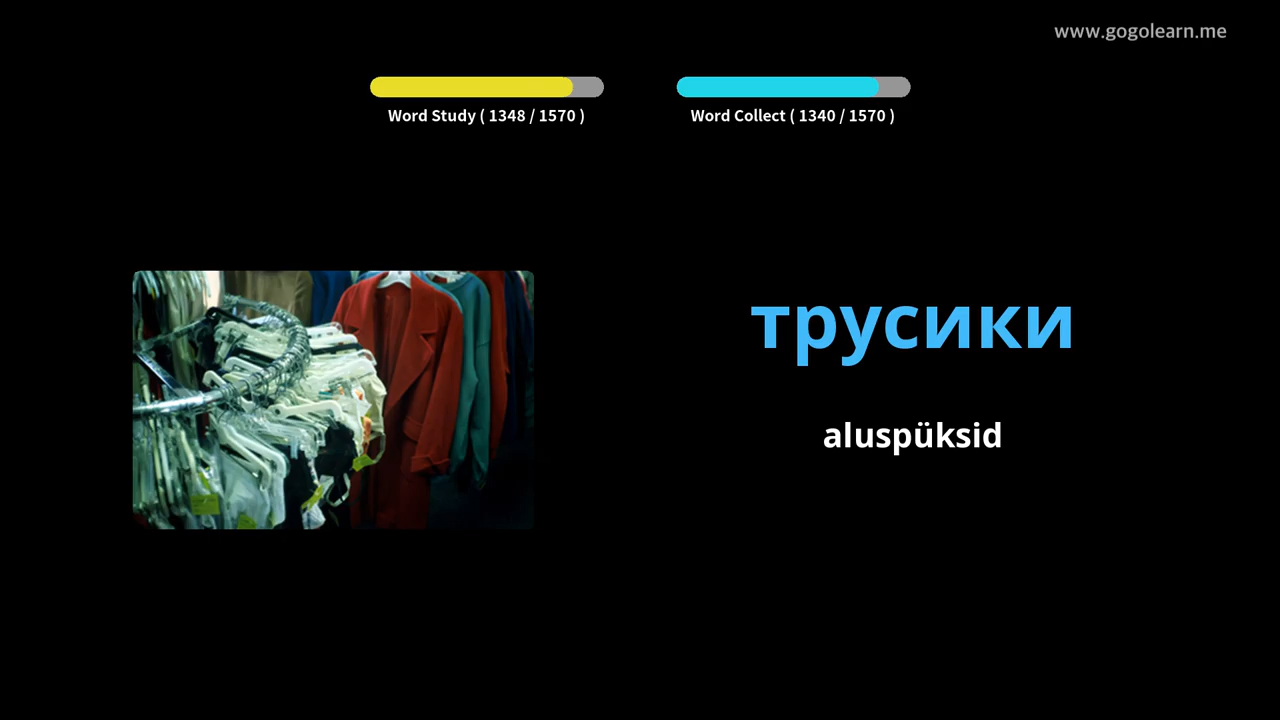 www.gogolearn.me
Word Study ( 1348 / 1570 )
Word Collect ( 1340 / 1570 )
трусики
aluspüksid